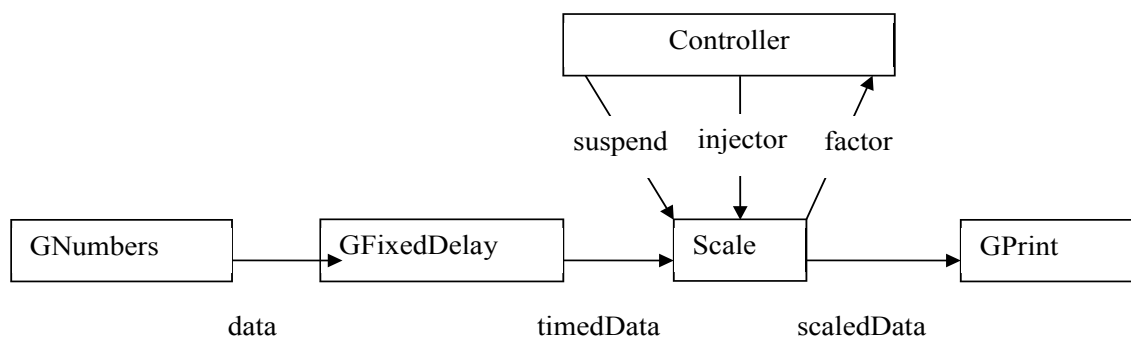 Controller
suspend injector factor
GNumbers GFixedDelay Scale GPrint
data timedData scaledData